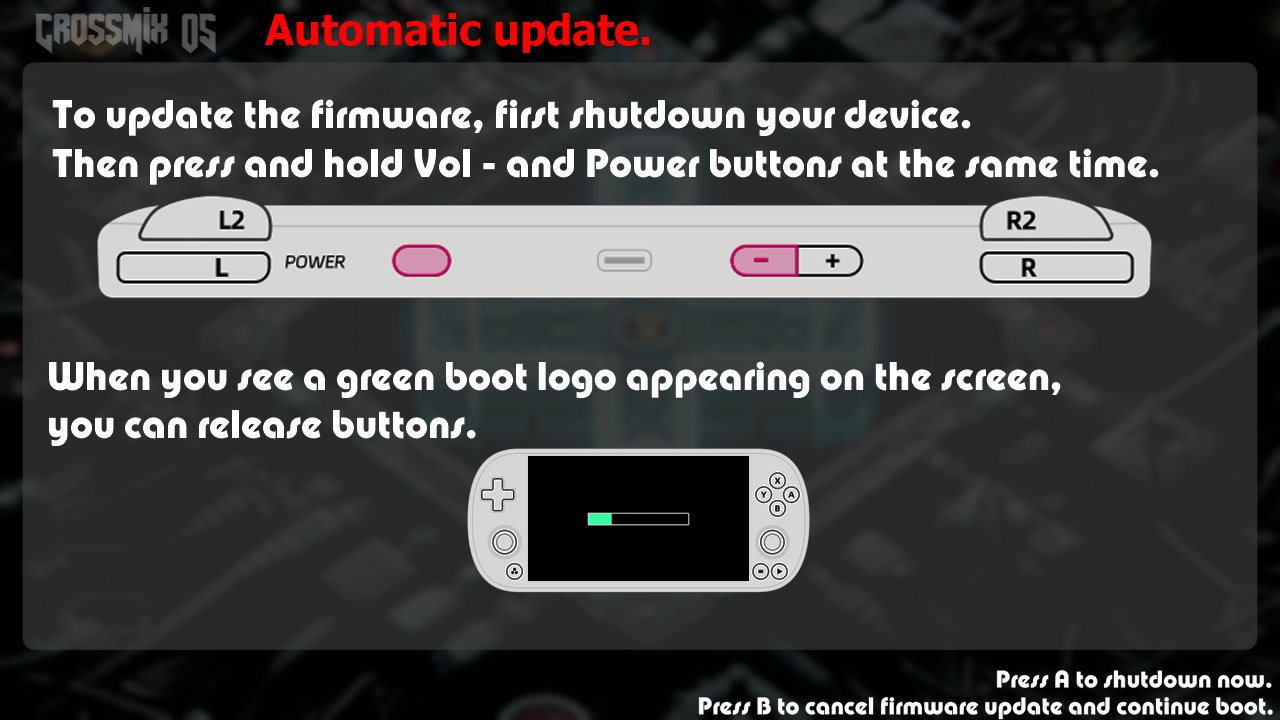 CROSSMIX OS Automatic update.
To update the firmware, first shutdown your device.
Then press and hold Vol - and Power buttons at the same time.
L2 R2
L POWER - + R
When you see a green boot logo appearing on the screen,
you can release buttons.
X
Y A
B
Press A to shutdown now.
Press B to cancel firmware update and continue boot.